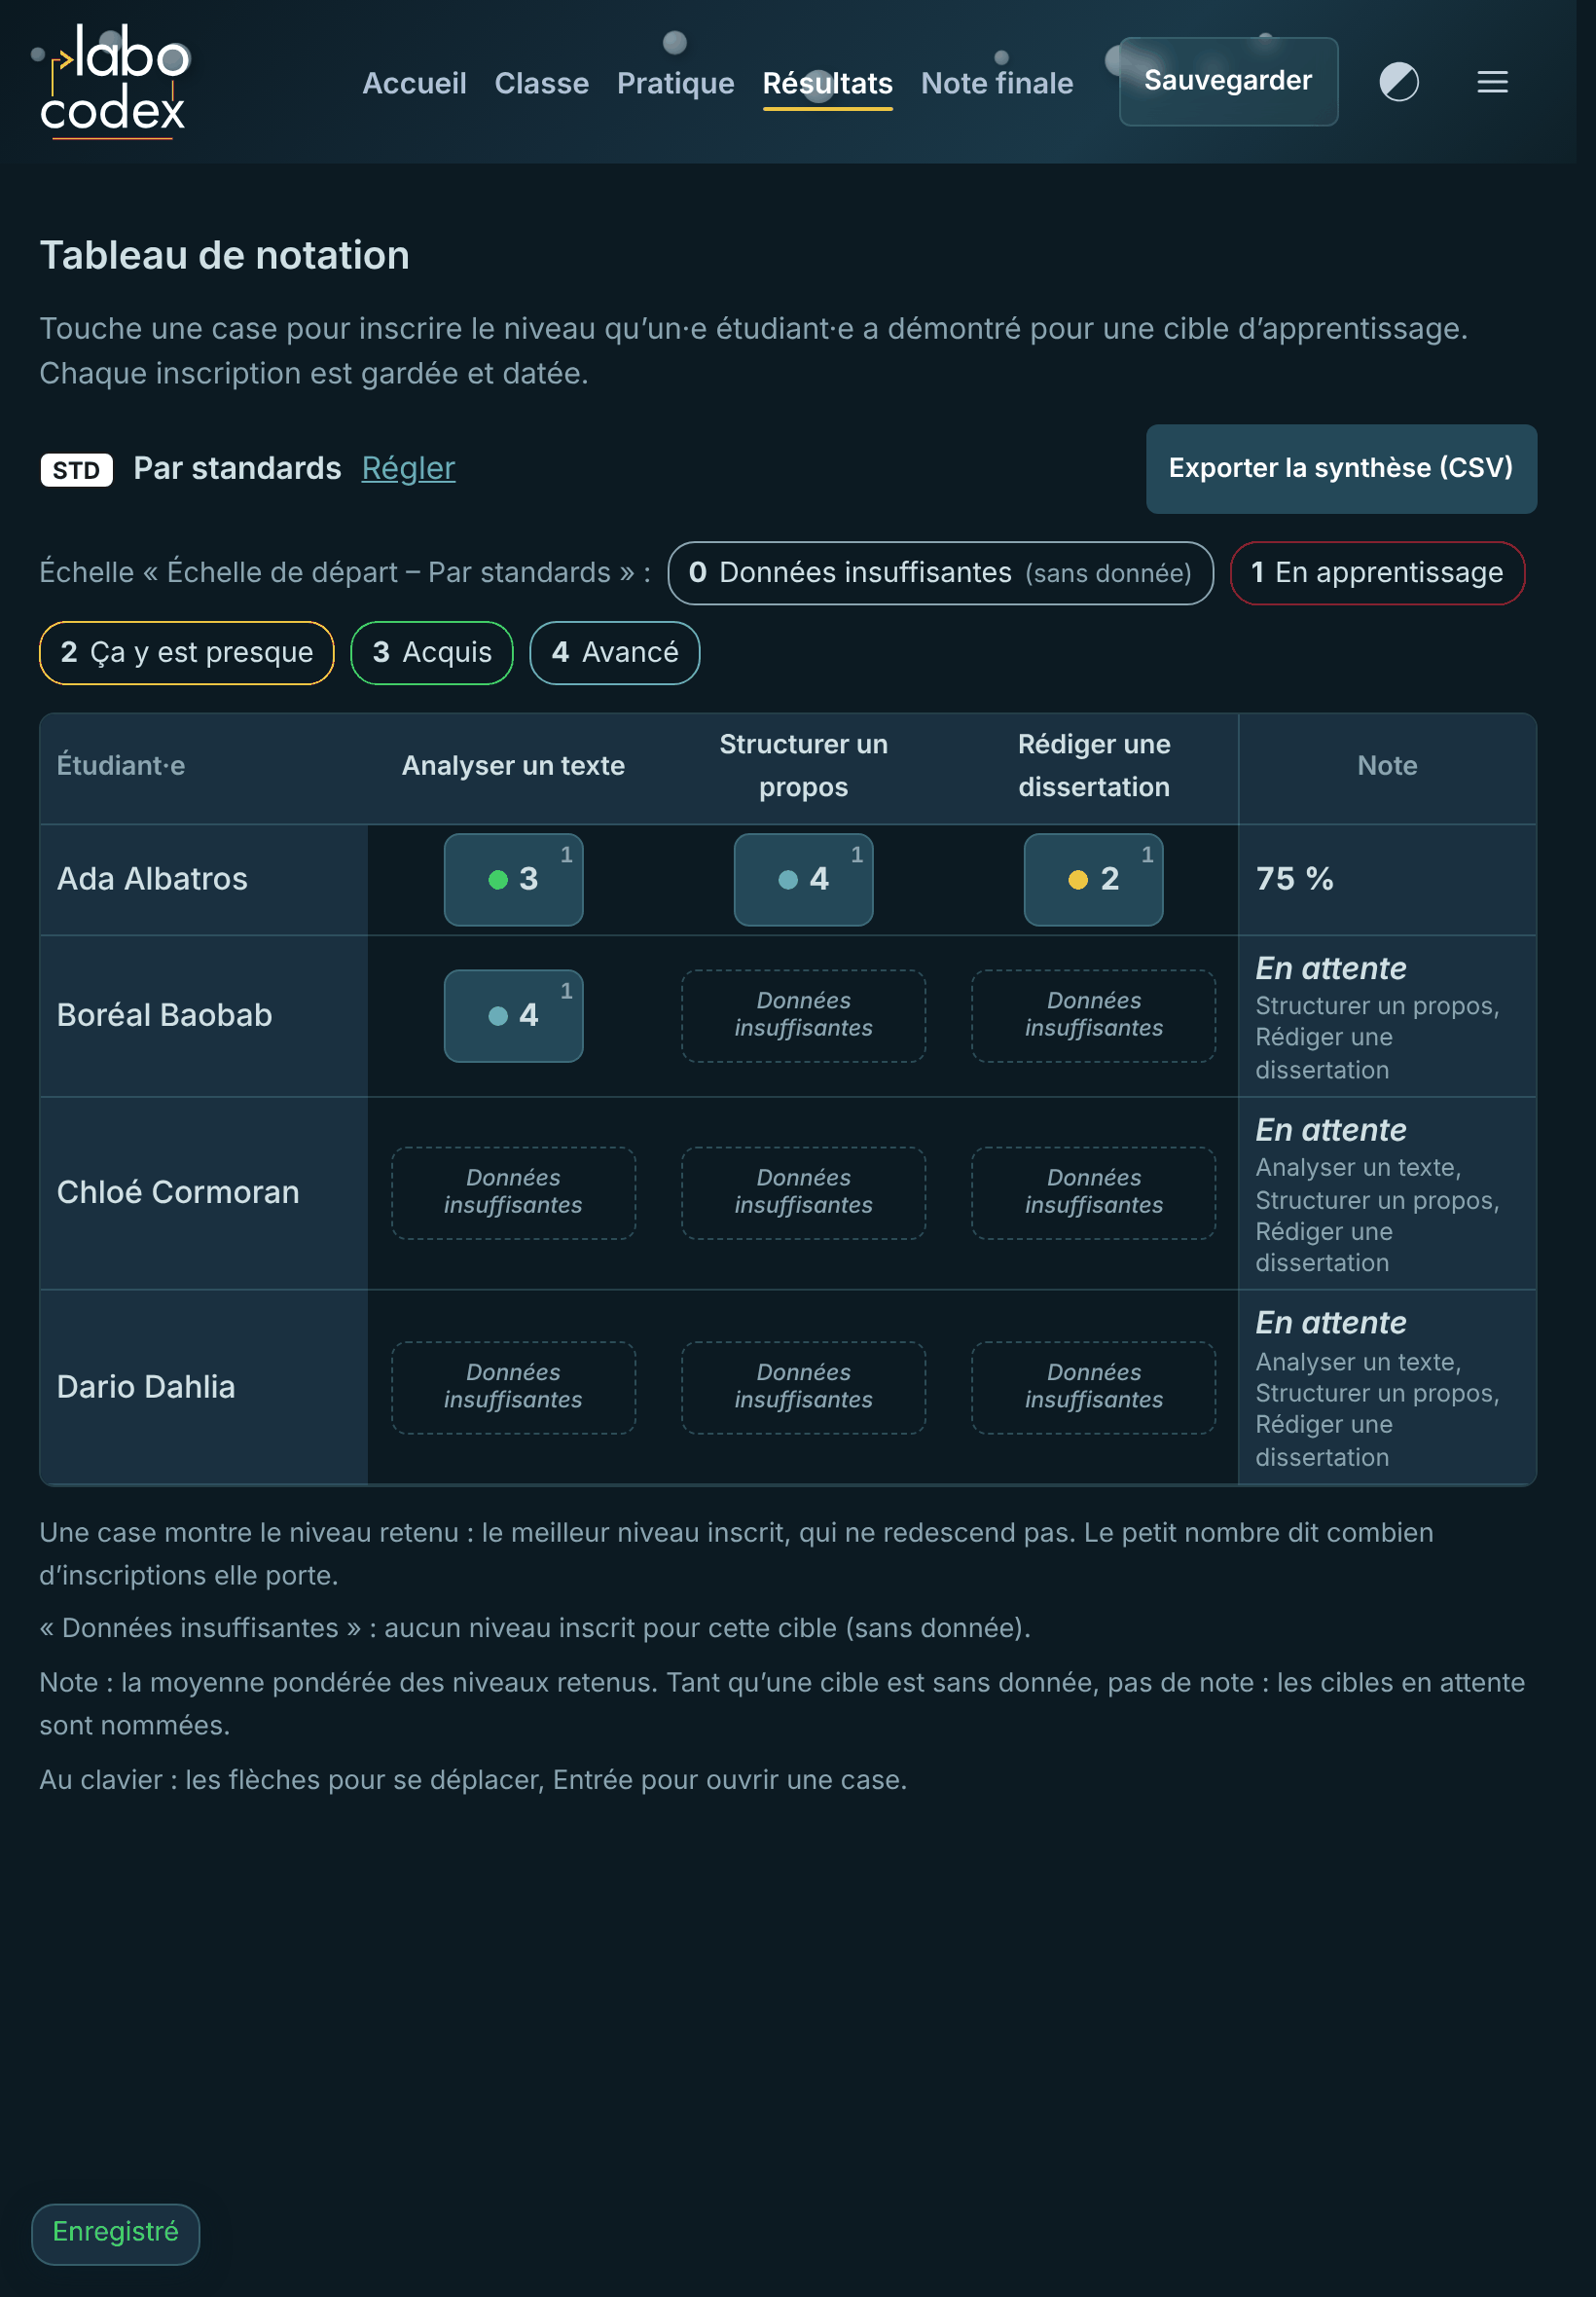 labo
codex
Accueil Classe Pratique Résultats Note finale Sauvegarder
Tableau de notation
Touche une case pour inscrire le niveau qu’un·e étudiant·e a démontré pour une cible d’apprentissage.
Chaque inscription est gardée et datée.
STD Par standards Régler Exporter la synthèse (CSV)
Échelle « Échelle de départ – Par standards » : 0 Données insuffisantes (sans donnée) 1 En apprentissage
2 Ça y est presque 3 Acquis 4 Avancé
Étudiant·e Analyser un texte Structurer un propos Rédiger une dissertation Note
Ada Albatros 3 1 4 1 2 1 75 %
Boréal Baobab 4 1 Données insuffisantes Données insuffisantes En attente
Structurer un propos,
Rédiger une
dissertation
Chloé Cormoran Données insuffisantes Données insuffisantes Données insuffisantes En attente
Analyser un texte,
Structurer un propos,
Rédiger une
dissertation
Dario Dahlia Données insuffisantes Données insuffisantes Données insuffisantes En attente
Analyser un texte,
Structurer un propos,
Rédiger une
dissertation
Une case montre le niveau retenu : le meilleur niveau inscrit, qui ne redescend pas. Le petit nombre dit combien
d’inscriptions elle porte.
« Données insuffisantes » : aucun niveau inscrit pour cette cible (sans donnée).
Note : la moyenne pondérée des niveaux retenus. Tant qu’une cible est sans donnée, pas de note : les cibles en attente
sont nommées.
Au clavier : les flèches pour se déplacer, Entrée pour ouvrir une case.
Enregistré